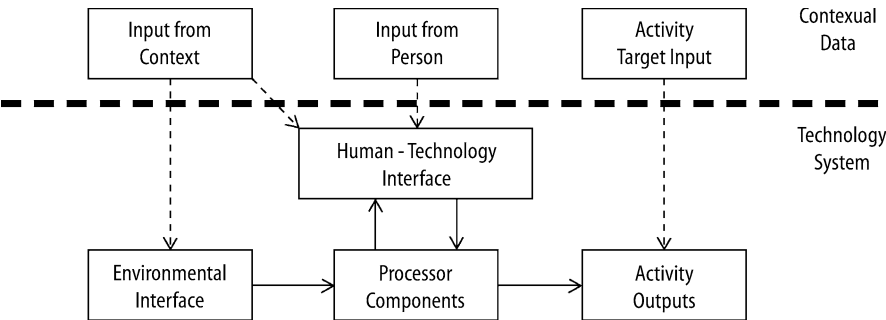 Input from
Context
Input from
Person
Activity
Target Input
Contexual
Data
Human - Technology
Interface
Technology
System
Environmental
Interface
Processor
Components
Activity
Outputs